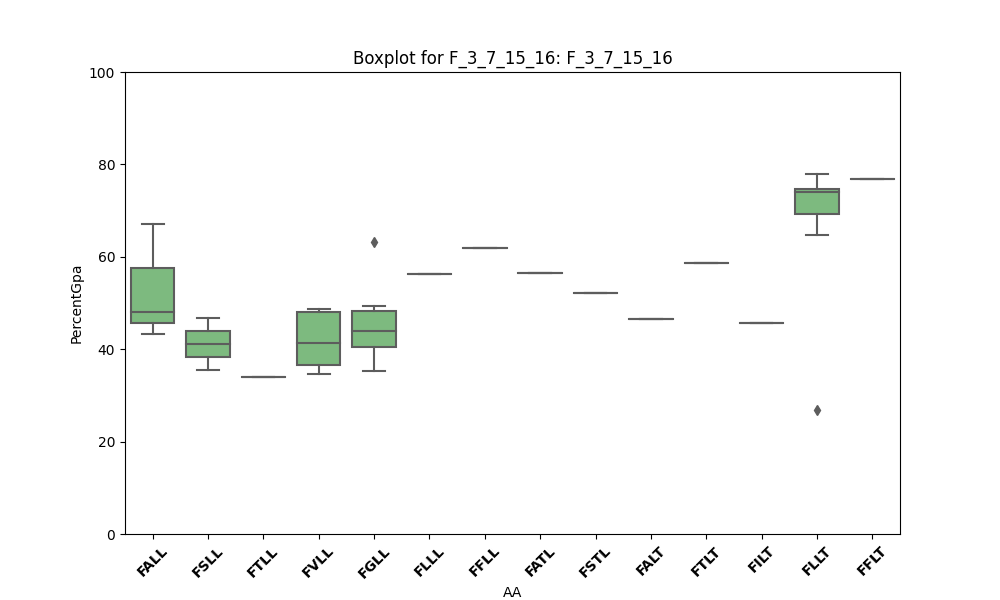 Boxplot for F_3_7_15_16: F_3_7_15_16
100
80
60
40
20
0
PercentGpa
FALL FSLL FTLL FVLL FGLL FLLL FFLL FATL FSTL FALT FTLT FILT FLLT FFLT
AA